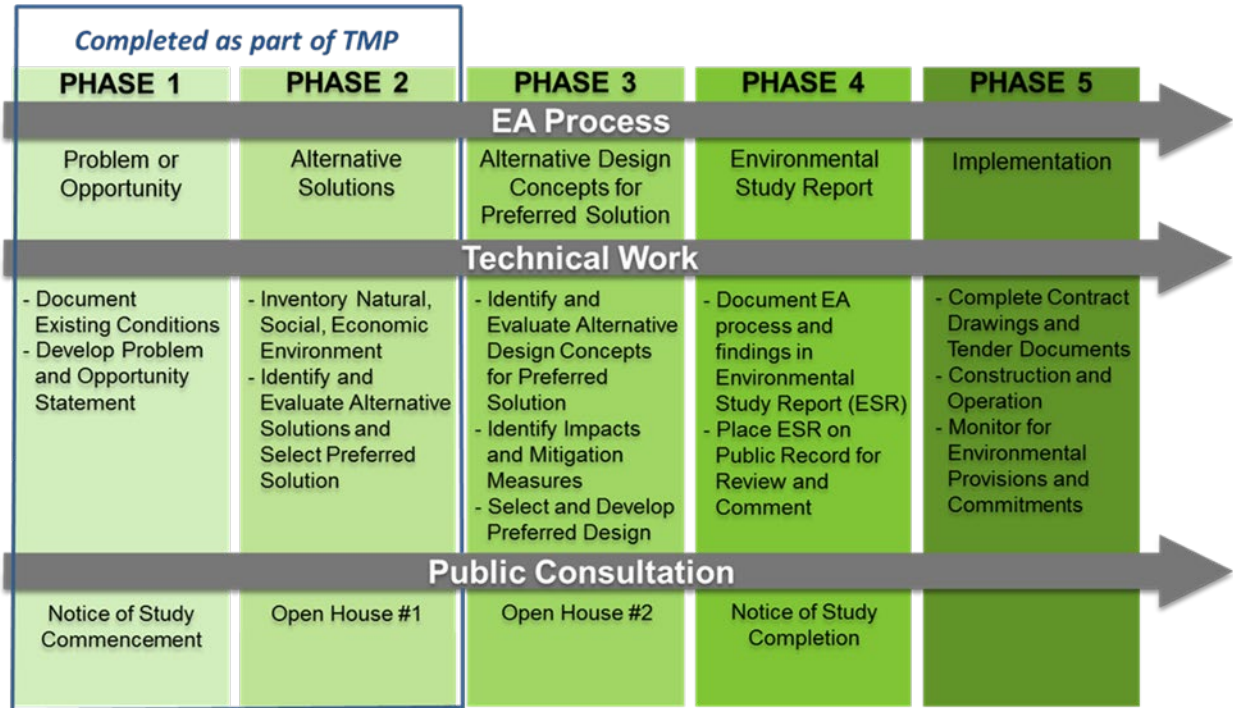 Completed as part of TMP
PHASE 1
PHASE 2
PHASE 3
PHASE 4
PHASE 5
EA Process
Problem or
Opportunity
Alternative
Solutions
Alternative Design
Concepts for
Preferred Solution
Environmental
Study Report
Implementation
Technical Work
- Document
Existing Conditions
- Develop Problem
and Opportunity
Statement
- Inventory Natural,
Social, Economic
Environment
- Identify and
Evaluate Alternative
Solutions and
Select Preferred
Solution
- Identify and
Evaluate Alternative
Design Concepts
for Preferred
Solution
- Identify Impacts
and Mitigation
Measures
- Select and Develop
Preferred Design
- Document EA
process and
findings in
Environmental
Study Report (ESR)
- Place ESR on
Public Record for
Review and
Comment
- Complete Contract
Drawings and
Tender Documents
- Construction and
Operation
- Monitor for
Environmental
Provisions and
Commitments
Public Consultation
Notice of Study
Commencement
Open House #1
Open House #2
Notice of Study
Completion